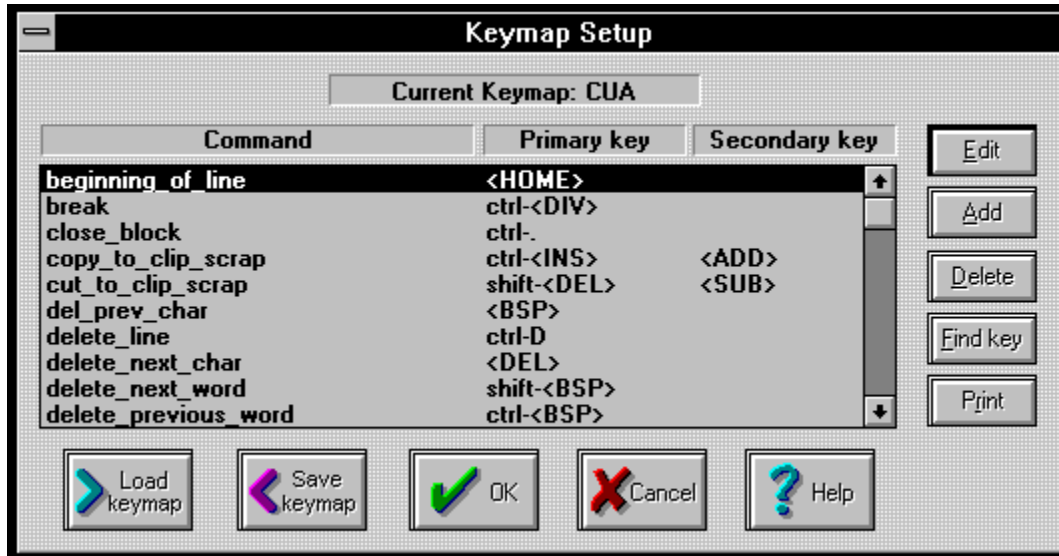 Keymap Setup
Current Keymap: CUA
Command Primary key Secondary key
beginning_of_line <HOME>
break ctrl-<DIV>
close_block ctrl-.
copy_to_clip_scrap ctrl-<INS> <ADD>
cut_to_clip_scrap shift-<DEL> <SUB>
del_prev_char <BSP>
delete_line ctrl-D
delete_next_char <DEL>
delete_next_word shift-<BSP>
delete_previous_word ctrl-<BSP>
Edit
Add
Delete
Find key
Print
Load
keymap
Save
keymap
OK
Cancel
Help